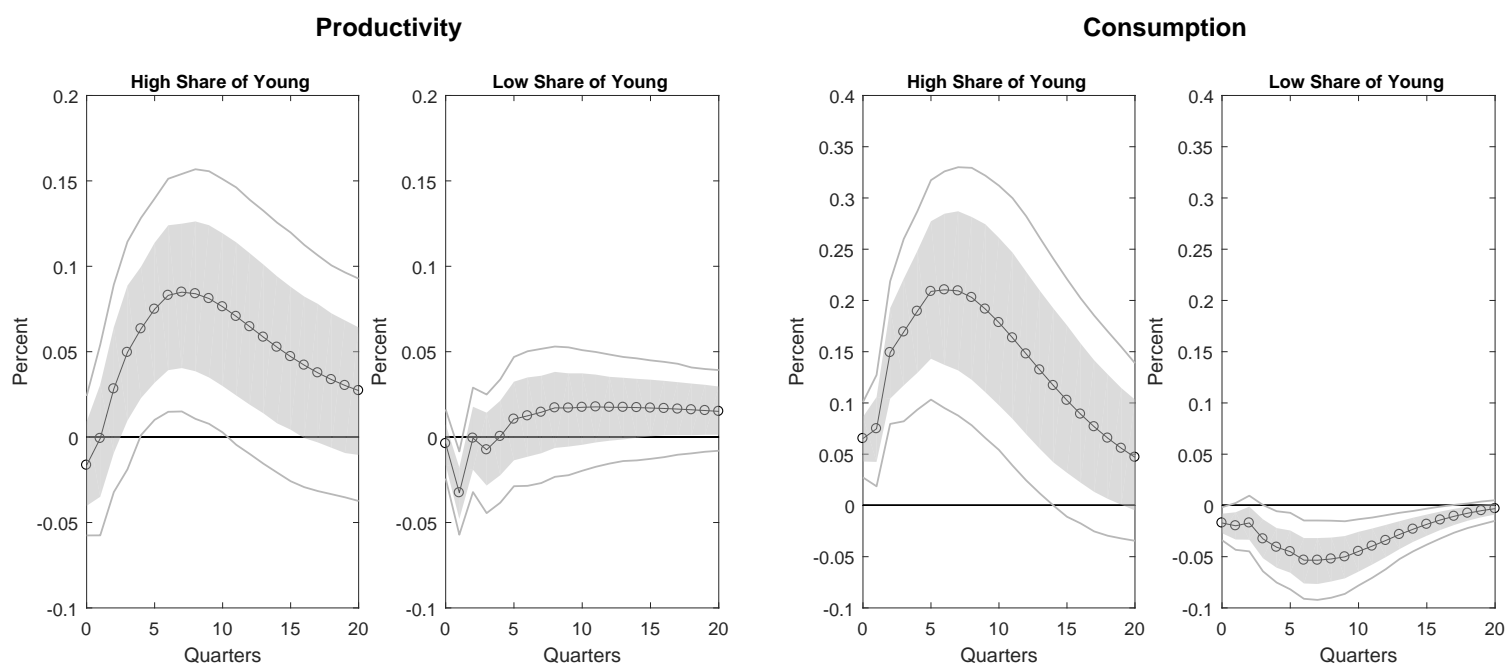 Productivity
Consumption
High Share of Young
Low Share of Young
High Share of Young
Low Share of Young
0.2
0.15
0.1
0.05
0
-0.05
-0.1
Percent
0 5 10 15 20
Quarters
0.2
0.15
0.1
0.05
0
-0.05
-0.1
Percent
0 5 10 15 20
Quarters
0.4
0.35
0.3
0.25
0.2
0.15
0.1
0.05
0
-0.05
-0.1
Percent
0 5 10 15 20
Quarters
0.4
0.35
0.3
0.25
0.2
0.15
0.1
0.05
0
-0.05
-0.1
Percent
0 5 10 15 20
Quarters